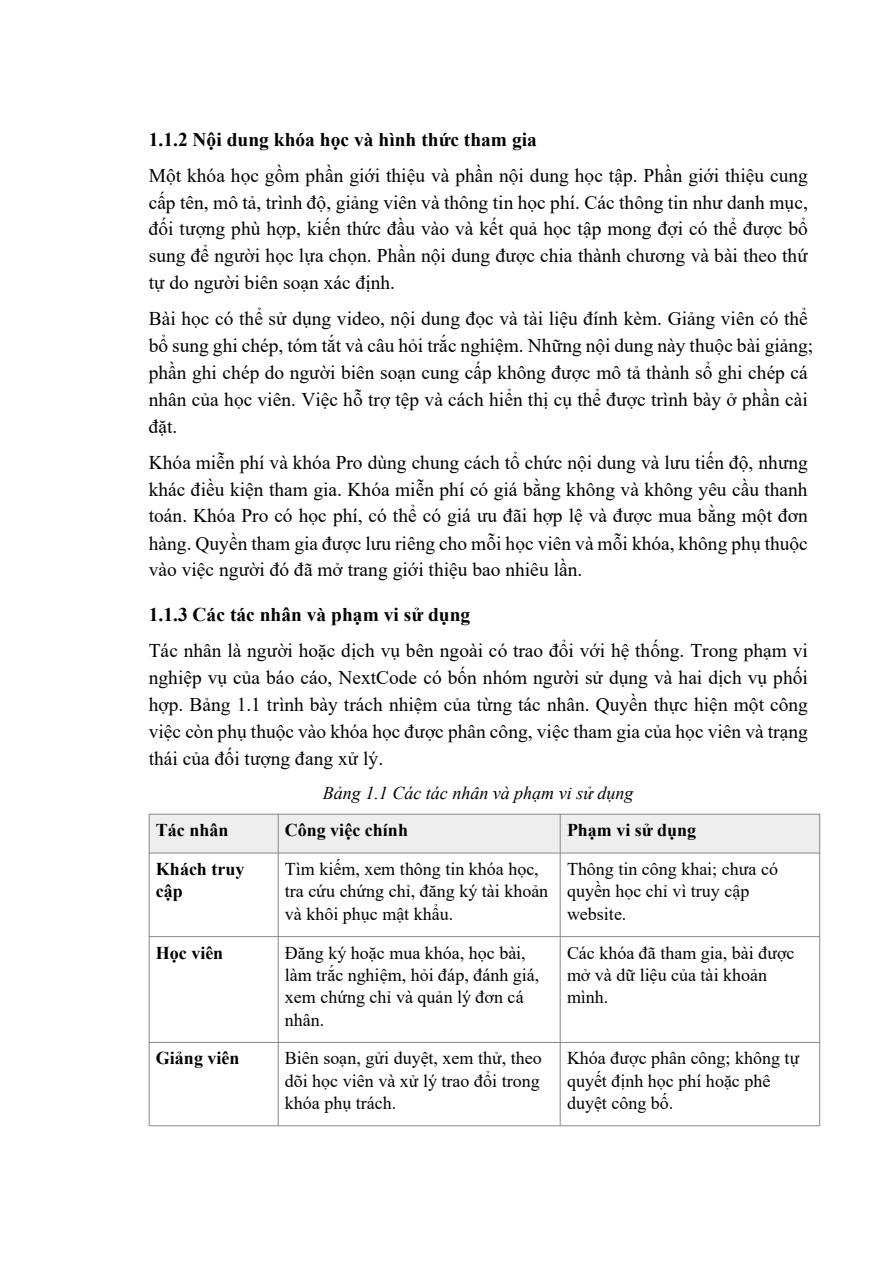 1.1.2 Nội dung khóa học và hình thức tham gia
Một khóa học gồm phần giới thiệu và phần nội dung học tập. Phần giới thiệu cung
cấp tên, mô tả, trình độ, giảng viên và thông tin học phí. Các thông tin như danh mục,
đối tượng phù hợp, kiến thức đầu vào và kết quả học tập mong đợi có thể được bổ
sung để người học lựa chọn. Phần nội dung được chia thành chương và bài theo thứ
tự do người biên soạn xác định.
Bài học có thể sử dụng video, nội dung đọc và tài liệu đính kèm. Giảng viên có thể
bổ sung ghi chép, tóm tắt và câu hỏi trắc nghiệm. Những nội dung này thuộc bài giảng;
phần ghi chép do người biên soạn cung cấp không được mô tả thành sổ ghi chép cá
nhân của học viên. Việc hỗ trợ tệp và cách hiển thị cụ thể được trình bày ở phần cài
đặt.
Khóa miễn phí và khóa Pro dùng chung cách tổ chức nội dung và lưu tiến độ, nhưng
khác điều kiện tham gia. Khóa miễn phí có giá bằng không và không yêu cầu thanh
toán. Khóa Pro có học phí, có thể có giá ưu đãi hợp lệ và được mua bằng một đơn
hàng. Quyền tham gia được lưu riêng cho mỗi học viên và mỗi khóa, không phụ thuộc
vào việc người đó đã mở trang giới thiệu bao nhiêu lần.
1.1.3 Các tác nhân và phạm vi sử dụng
Tác nhân là người hoặc dịch vụ bên ngoài có trao đổi với hệ thống. Trong phạm vi
nghiệp vụ của báo cáo, NextCode có bốn nhóm người sử dụng và hai dịch vụ phối
hợp. Bảng 1.1 trình bày trách nhiệm của từng tác nhân. Quyền thực hiện một công
việc còn phụ thuộc vào khóa học được phân công, việc tham gia của học viên và trạng
thái của đối tượng đang xử lý.
Bảng 1.1 Các tác nhân và phạm vi sử dụng
Tác nhân Công việc chính Phạm vi sử dụng
Khách truy
cập
Tìm kiếm, xem thông tin khóa học,
tra cứu chứng chỉ, đăng ký tài khoản
và khôi phục mật khẩu.
Thông tin công khai; chưa có
quyền học chỉ vì truy cập
website.
Học viên
Đăng ký hoặc mua khóa, học bài,
làm trắc nghiệm, hỏi đáp, đánh giá,
xem chứng chỉ và quản lý đơn cá
nhân.
Các khóa đã tham gia, bài được
mở và dữ liệu của tài khoản
mình.
Giảng viên
Biên soạn, gửi duyệt, xem thử, theo
dõi học viên và xử lý trao đổi trong
khóa phụ trách.
Khóa được phân công; không tự
quyết định học phí hoặc phê
duyệt công bố.